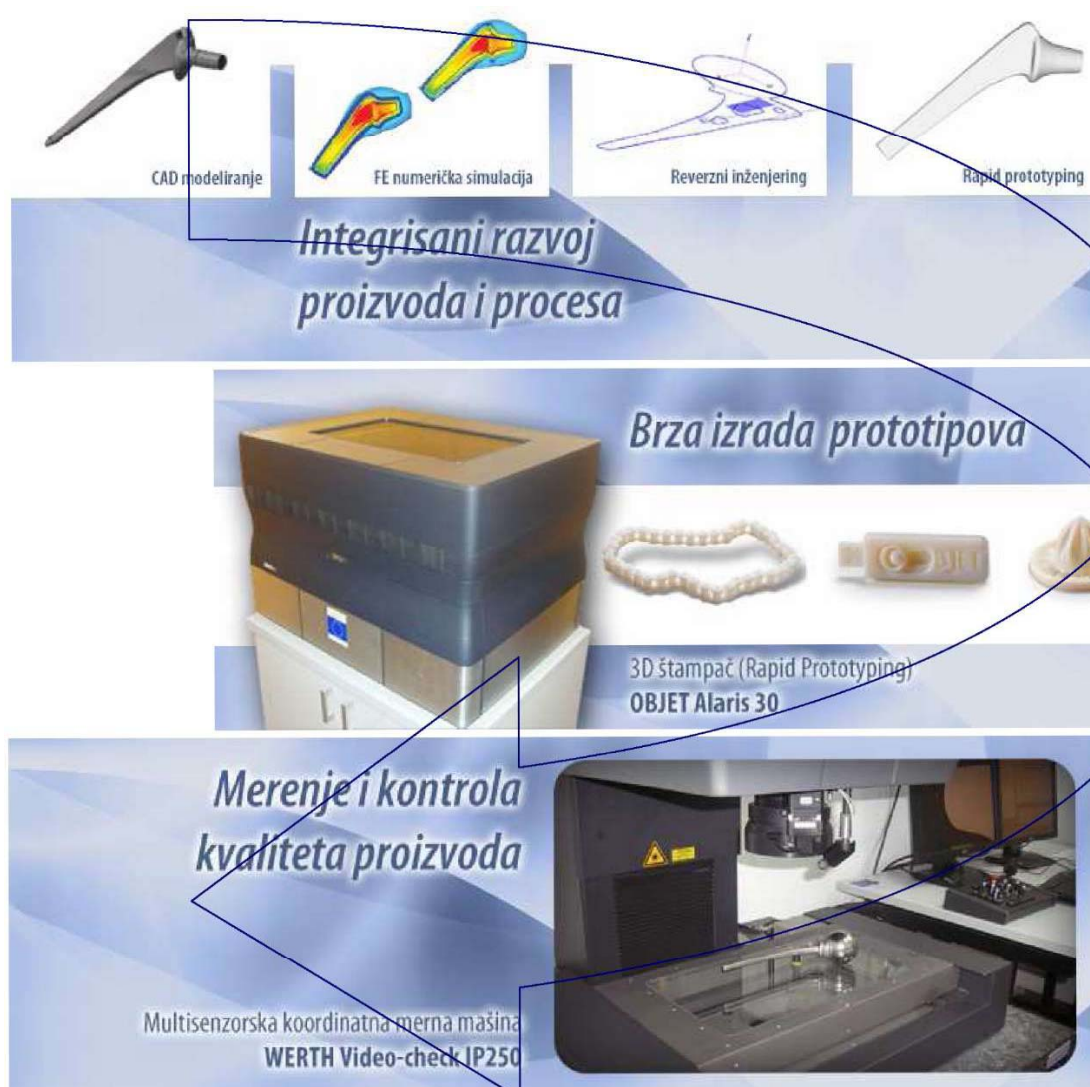 CAD modeliranje
FE numerička simulacija
Reverzni inženjering
Rapid prototyping
Integrisani razvoj
proizvoda i procesa
Brza izrada prototipova
3D štampač (Rapid Prototyping)
OBJET Alaris 30
Merenje i kontrola
kvaliteta proizvoda
Multisenzorska koordinatna merna mašina
WERTH Video-check IP250